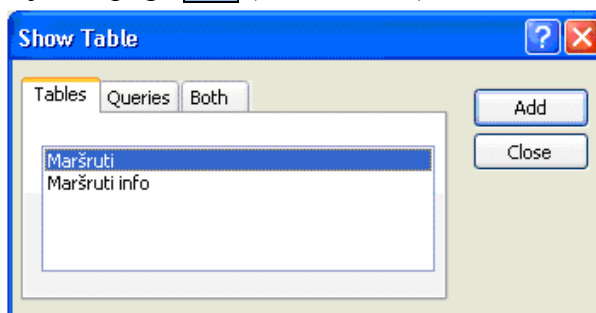 Show Table
Tables Queries Both
Add
Close
Maršruti
Maršruti info